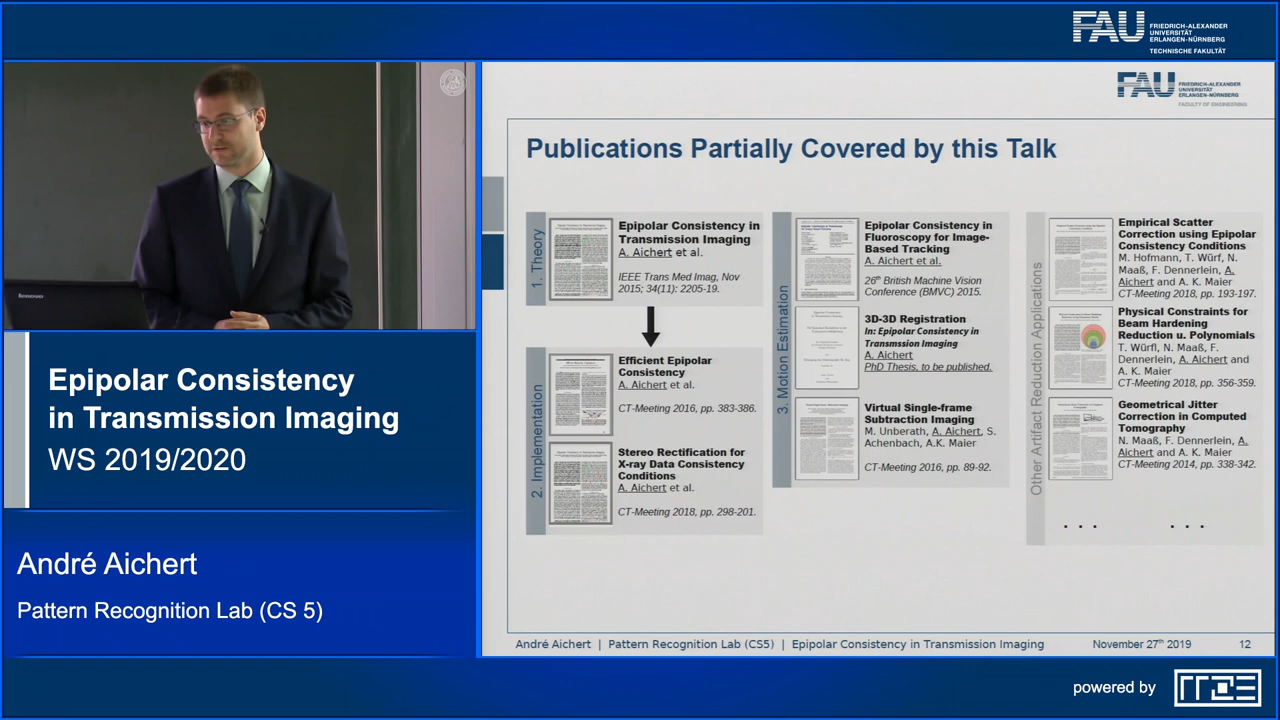 FAU
FRIEDRICH-ALEXANDER
UNIVERSITÄT
ERLANGEN-NÜRNBERG
TECHNISCHE FAKULTÄT
lenovo
Epipolar Consistency
in Transmission Imaging
WS 2019/2020
André Aichert
Pattern Recognition Lab (CS 5)
FAU
FRIEDRICH-ALEXANDER
UNIVERSITÄT
ERLANGEN-NÜRNBERG
FACULTY OF ENGINEERING
Publications Partially Covered by this Talk
1. Theory
Epipolar Consistency in
Transmission Imaging
A. Aichert et al.
IEEE Trans Med Imag, Nov
2015; 34(11): 2205-19.
2. Implementation
Efficient Epipolar
Consistency
A. Aichert et al.
CT-Meeting 2016, pp. 383-386.
Stereo Rectification for
X-ray Data Consistency
Conditions
A. Aichert et al.
CT-Meeting 2018, pp. 298-201.
3. Motion Estimation
Epipolar Consistency in
Fluoroscopy for Image-
Based Tracking
A. Aichert et al.
26th British Machine Vision
Conference (BMVC) 2015.
3D-3D Registration
In: Epipolar Consistency in
Transmssion Imaging
A. Aichert
PhD Thesis, to be published.
Virtual Single-frame
Subtraction Imaging
M. Unberath, A. Aichert, S.
Achenbach, A.K. Maier
CT-Meeting 2016, pp. 89-92.
Other Artifact Reduction Applications
Empirical Scatter
Correction using Epipolar
Consistency Conditions
M. Hofmann, T. Würf, N.
Maaß, F. Dennerlein, A.
Aichert and A. K. Maier
CT-Meeting 2018, pp. 193-197.
Physical Constraints for
Beam Hardening
Reduction u. Polynomials
T. Würfl, N. Maaß, F.
Dennerlein, A. Aichert and
A. K. Maier
CT-Meeting 2018, pp. 356-359.
Geometrical Jitter
Correction in Computed
Tomography
N. Maaß, F. Dennerlein, A.
Aichert and A. K. Maier
CT-Meeting 2014, pp. 338-342.
. . . . . .
André Aichert | Pattern Recognition Lab (CS5) | Epipolar Consistency in Transmission Imaging November 27th 2019 12
powered by